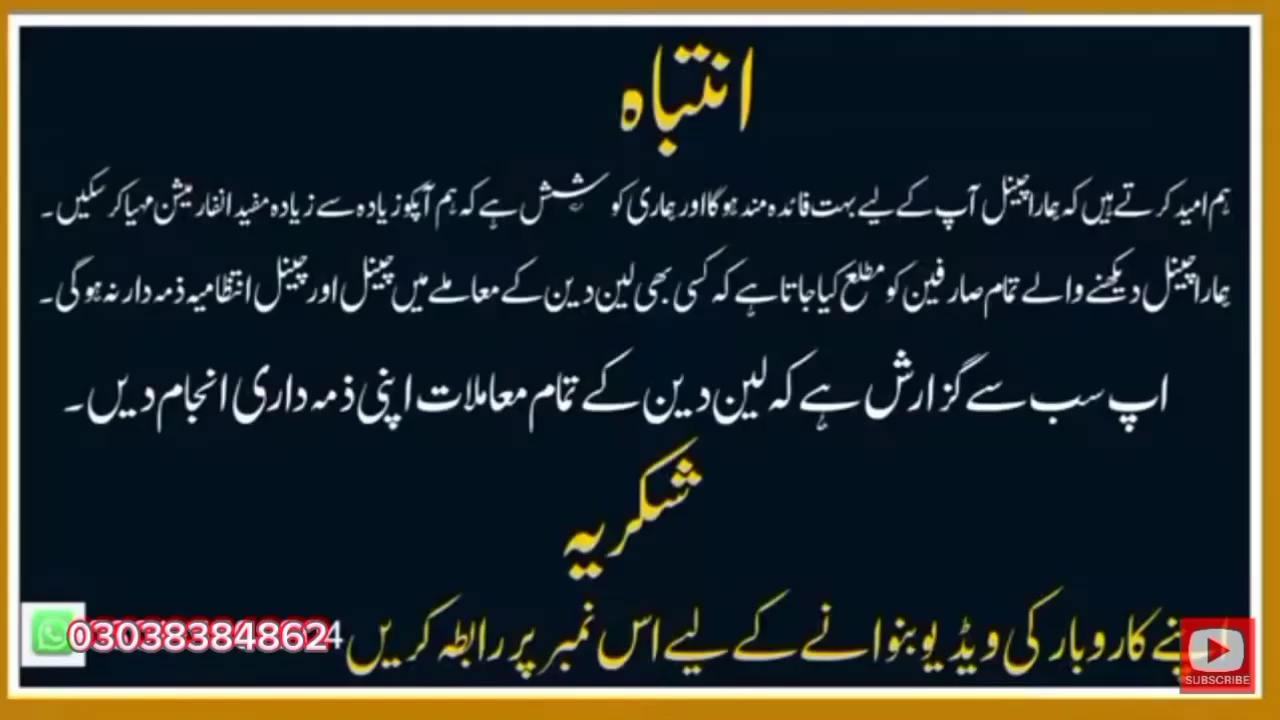 انتباہ
ہم امید کرتے ہیں کہ ہمارا چینل آپ کے لیے بہت فائدہ مند ہوگا اور ہماری کوشش ہے کہ ہم آپکو زیادہ سے زیادہ مفید انفارمیشن مہیا کر سکیں۔
ہمارا چینل دیکھنے والے تمام صارفین کو مطلع کیا جاتا ہے کہ کسی بھی لین دین کے معاملے میں چینل اور چینل انتظامیہ ذمہ دار نہ ہوگی۔
اپ سب سے گزارش ہے کہ لین دین کے تمام معاملات اپنی ذمہ داری انجام دیں۔
شکریہ
اپنے کاروبار کی ویڈیو بنوانے کے لیے اس نمبر پر رابطہ کریں
03038384862
SUBSCRIBE